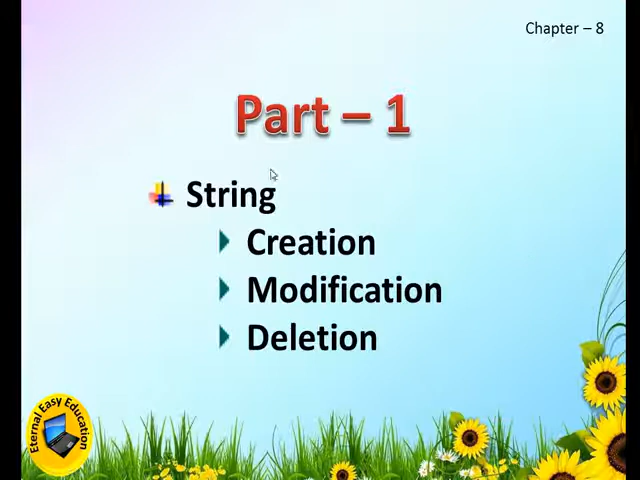 Chapter – 8
Part – 1
String
Creation
Modification
Deletion
Eternal Easy Education